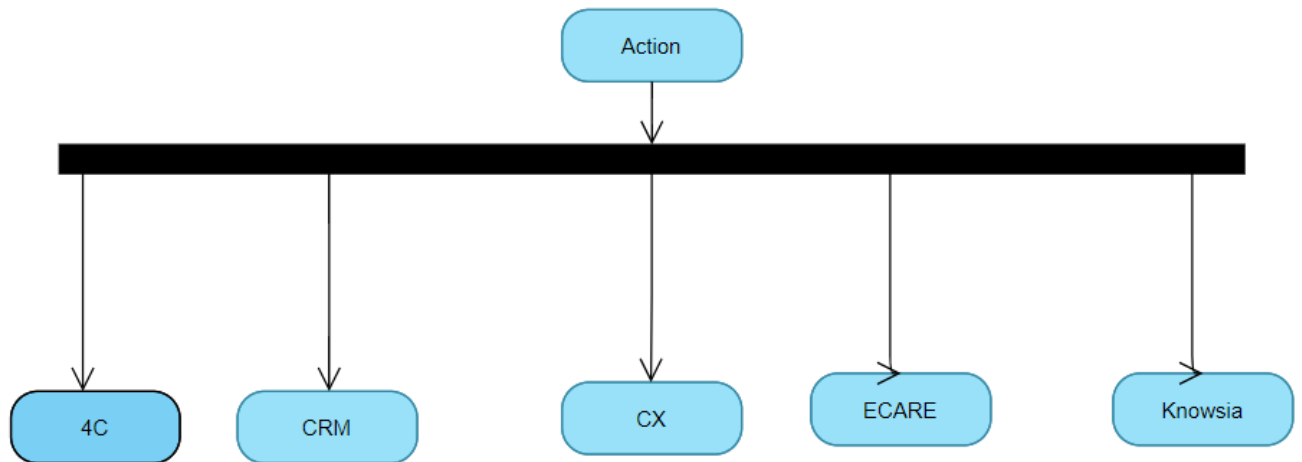 Action
4C
CRM
CX
ECARE
Knowsia